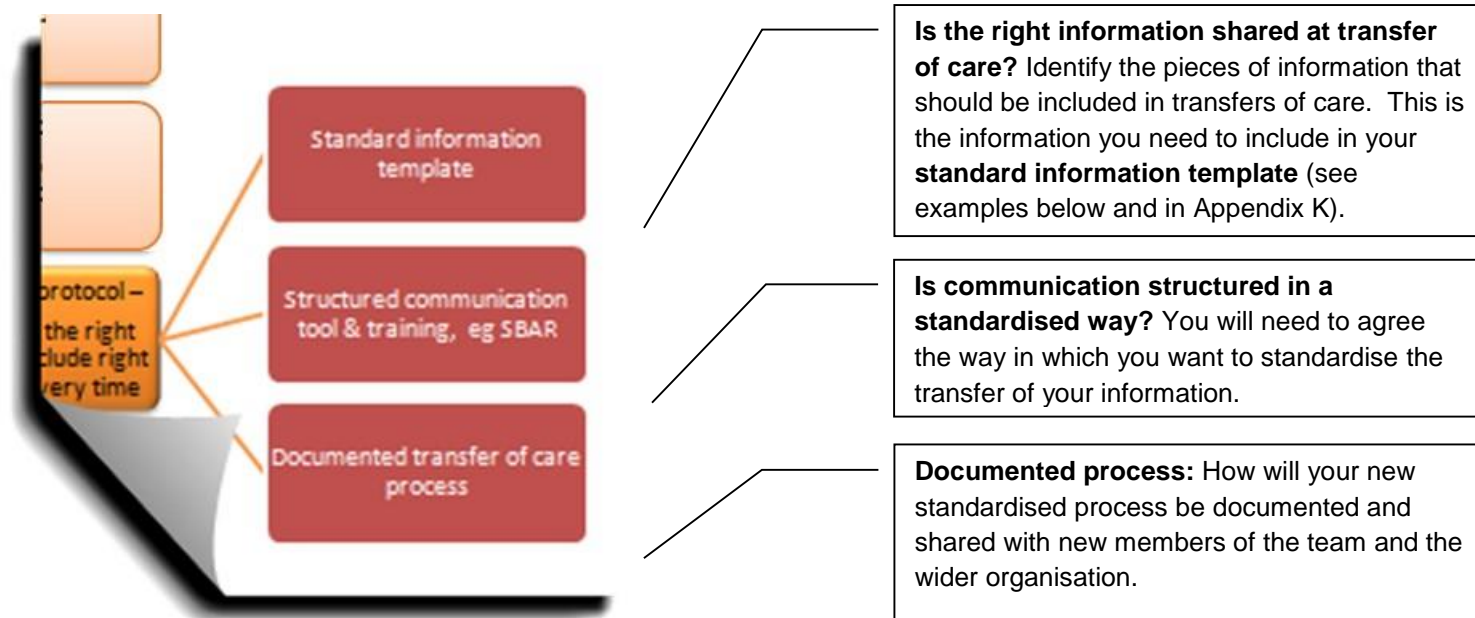 protocol –
the right
clude right
very time
Standard information
template
Structured communication
tool & training, eg SBAR
Documented transfer of care
process
Is the right information shared at transfer
of care? Identify the pieces of information that
should be included in transfers of care. This is
the information you need to include in your
standard information template (see
examples below and in Appendix K).
Is communication structured in a
standardised way? You will need to agree
the way in which you want to standardise the
transfer of your information.
Documented process: How will your new
standardised process be documented and
shared with new members of the team and the
wider organisation.